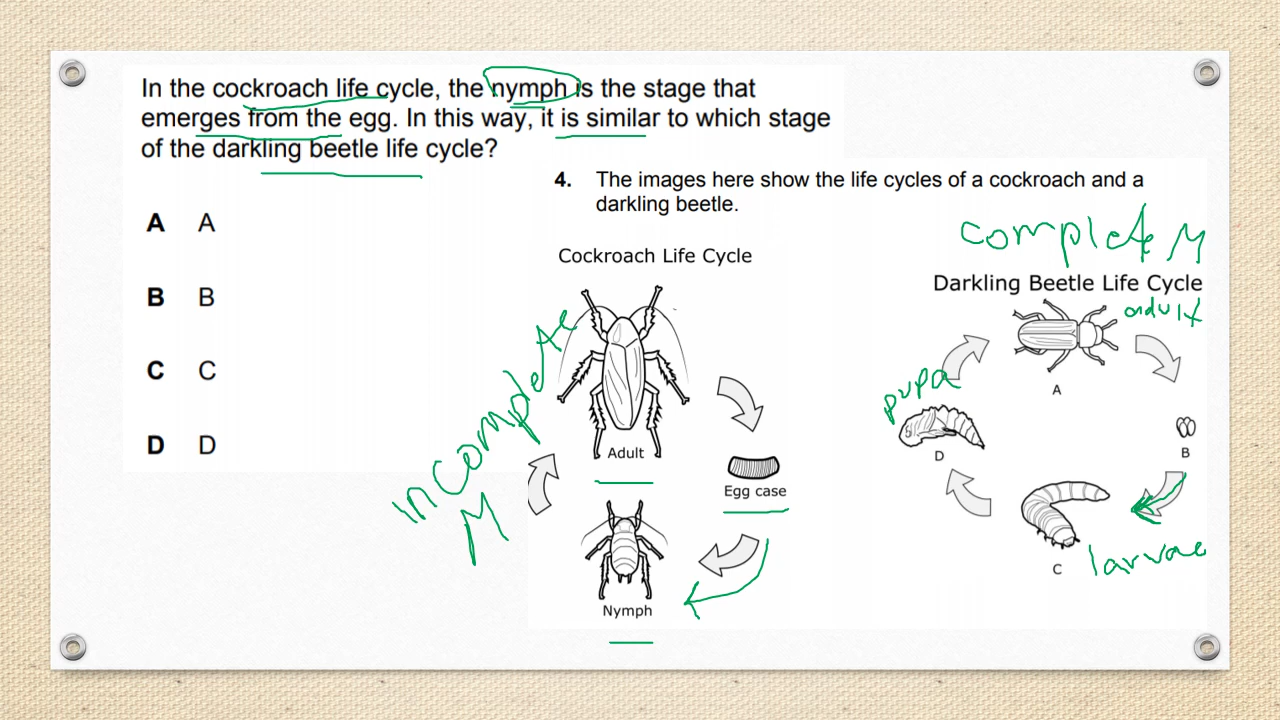 In the cockroach life cycle, the nymph is the stage that
emerges from the egg. In this way, it is similar to which stage
of the darkling beetle life cycle?
A A
B B
C C
D D
4. The images here show the life cycles of a cockroach and a
darkling beetle.
Cockroach Life Cycle
incomplete
M
Adult
Egg case
Nymph
complete M
Darkling Beetle Life Cycle
adult
A
B
larvae
C
pupa
D